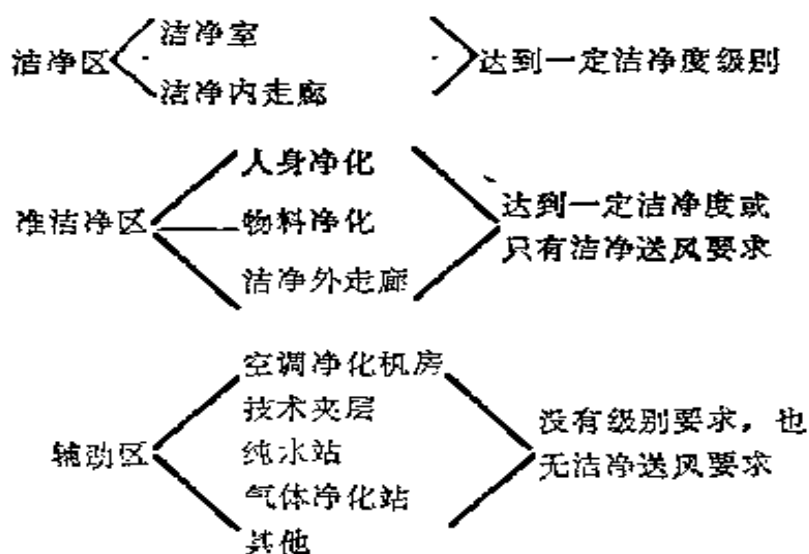 洁净室
洁净区
达到一定洁净度级别
洁净内走廊
人身净化
准洁净区
物料净化
达到一定洁净度或
只有洁净送风要求
洁净外走廊
空调净化机房
技术夹层
辅助区
纯水站
没有级别要求，也
无洁净送风要求
气体净化站
其他